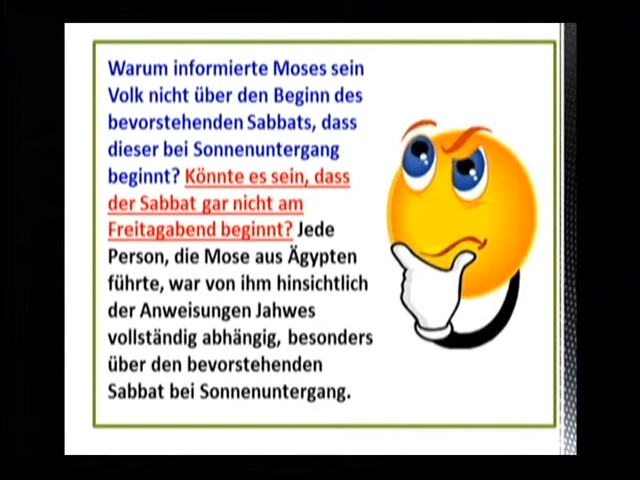 Warum informierte Moses sein
Volk nicht über den Beginn des
bevorstehenden Sabbats, dass
dieser bei Sonnenuntergang
beginnt? Könnte es sein, dass
der Sabbat gar nicht am
Freitagabend beginnt? Jede
Person, die Mose aus Ägypten
führte, war von ihm hinsichtlich
der Anweisungen Jahwes
vollständig abhängig, besonders
über den bevorstehenden
Sabbat bei Sonnenuntergang.